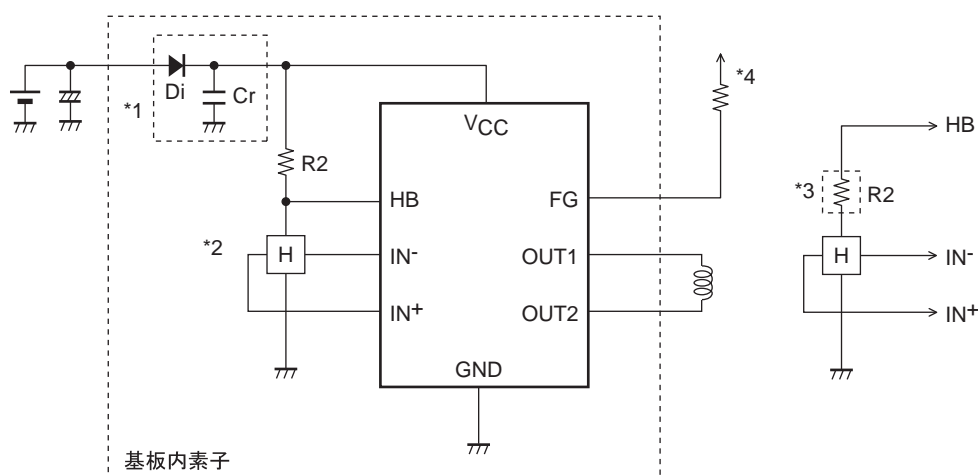 *1
Di
Cr
R2
*2
H
VCC
HB
IN-
IN+
FG
OUT1
OUT2
GND
*4
HB
*3
R2
H
IN-
IN+
基板内素子